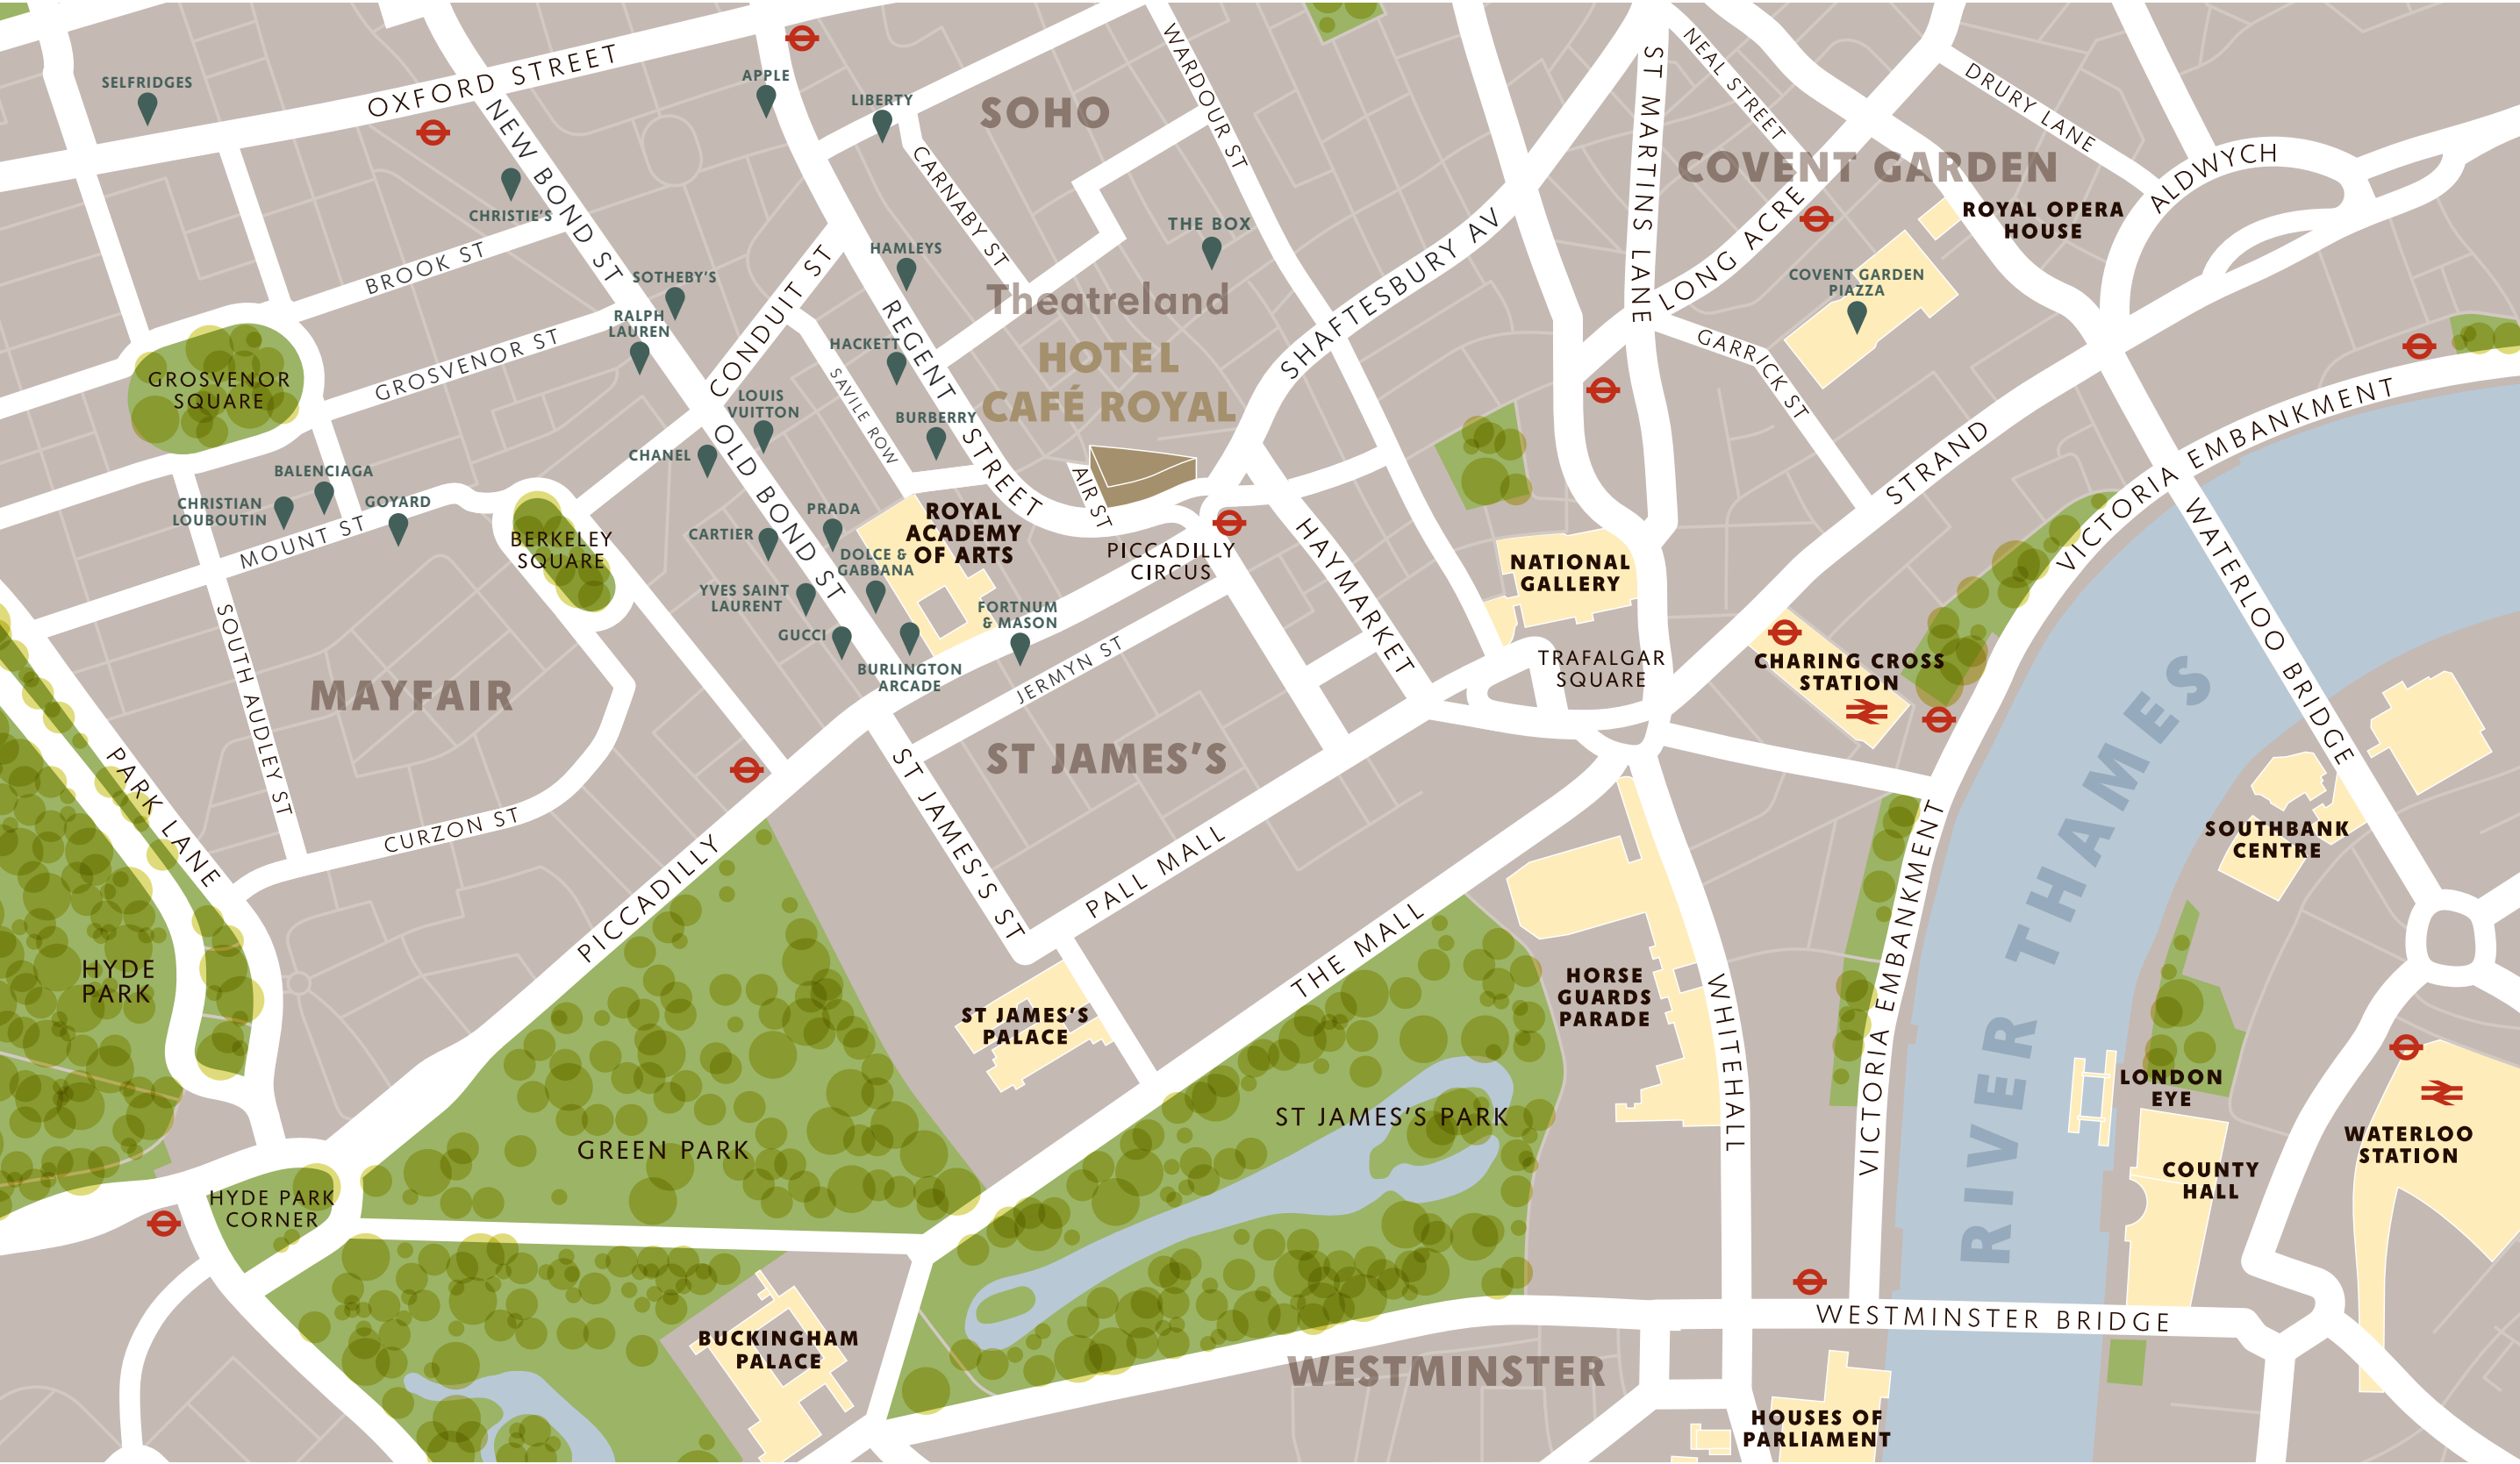 SELFRIDGES
OXFORD STREET
APPLE
LIBERTY
SOHO
WARDOUR ST
ST MARTINS LANE
NEAL STREET
DRURY LANE
COVENT GARDEN
ALDWYCH
NEW BOND ST
CHRISTIE'S
CARNABY ST
THE BOX
LONG ACRE
ROYAL OPERA
HOUSE
BROOK ST
SOTHEBY'S
HAMLEYS
SHAFTESBURY AV
COVENT GARDEN
PIAZZA
RALPH
LAUREN
CONDUIT ST
REGENT STREET
Theatreland
HOTEL
CAFÉ ROYAL
GROSVENOR ST
HACKETT
GARRICK ST
GROSVENOR
SQUARE
LOUIS
VUITTON
SAVILE ROW
BURBERRY
STRAND
VICTORIA EMBANKMENT
CHANEL
OLD BOND ST
AIR ST
BALENCIAGA
CHRISTIAN
LOUBOUTIN
GOYARD
MOUNT ST
BERKELEY
SQUARE
CARTIER
PRADA
ROYAL
ACADEMY
OF ARTS
DOLCE &
GABBANA
PICCADILLY
CIRCUS
HAYMARKET
NATIONAL
GALLERY
WATERLOO BRIDGE
YVES SAINT
LAURENT
FORTNUM
& MASON
GUCCI
BURLINGTON
ARCADE
JERMYN ST
TRAFALGAR
SQUARE
CHARING CROSS
STATION
SOUTH AUDLEY ST
MAYFAIR
ST JAMES'S
RIVER THAMES
PARK LANE
CURZON ST
ST JAMES'S ST
PALL MALL
SOUTHBANK
CENTRE
PICCADILLY
THE MALL
HYDE
PARK
HORSE
GUARDS
PARADE
WHITEHALL
VICTORIA EMBANKMENT
ST JAMES'S
PALACE
LONDON
EYE
ST JAMES'S PARK
GREEN PARK
WATERLOO
STATION
COUNTY
HALL
HYDE PARK
CORNER
WESTMINSTER BRIDGE
BUCKINGHAM
PALACE
WESTMINSTER
HOUSES OF
PARLIAMENT